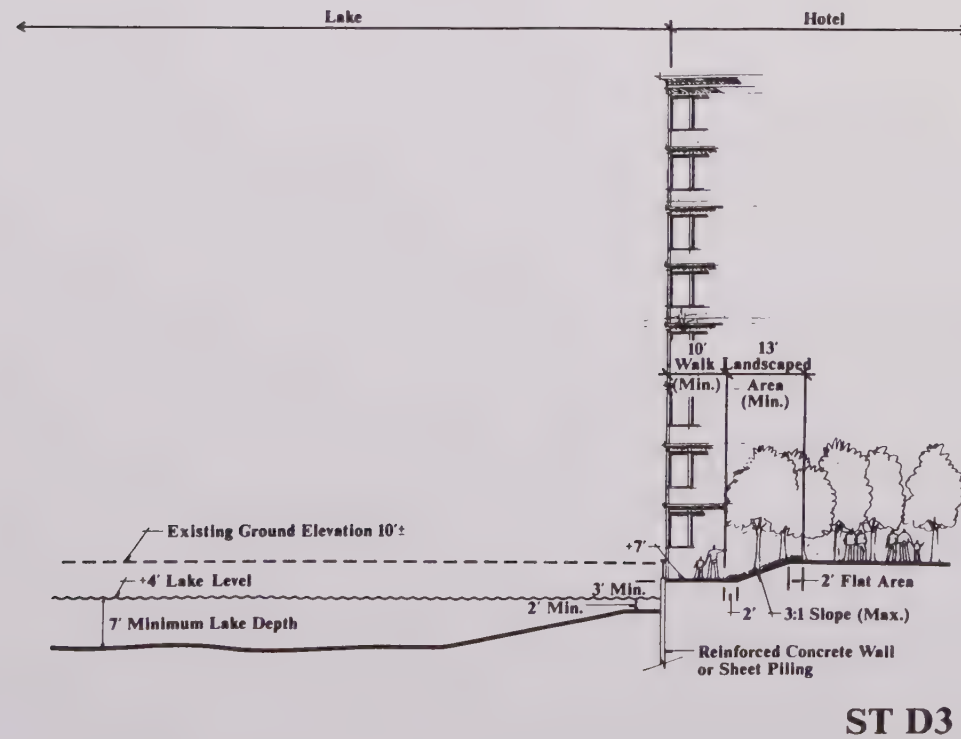 Lake
Hotel
10'
Walk
(Min.)
13'
Landscaped
Area
(Min.)
Existing Ground Elevation 10'±
+7'
+4' Lake Level
3' Min.
2' Min.
2' Flat Area
7' Minimum Lake Depth
2'
3:1 Slope (Max.)
Reinforced Concrete Wall
or Sheet Piling
ST D3